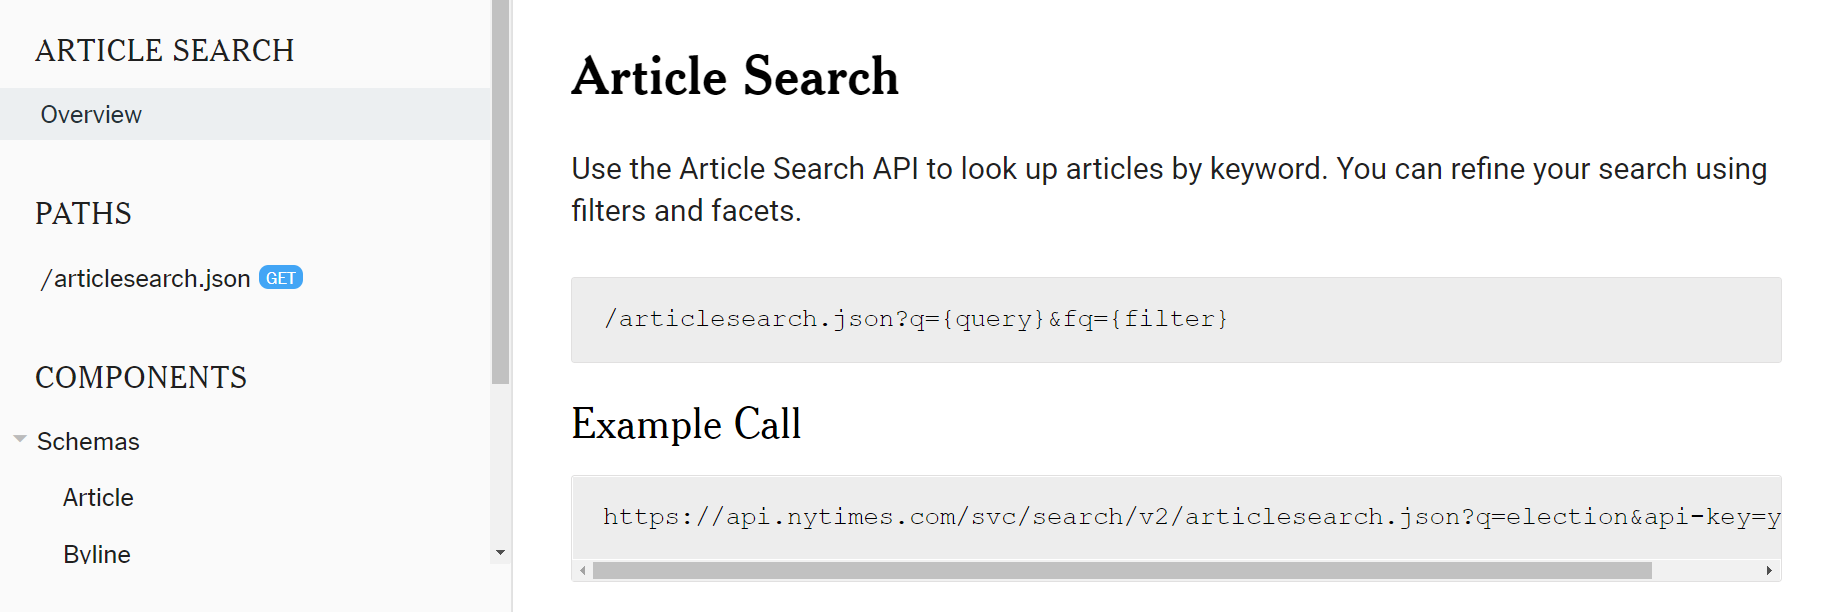 ARTICLE SEARCH
Overview
PATHS
/articlesearch.json GET
COMPONENTS
Schemas
Article
Byline
Article Search
Use the Article Search API to look up articles by keyword. You can refine your search using
filters and facets.
/articlesearch.json?q={query}&fq={filter}
Example Call
https://api.nytimes.com/svc/search/v2/articlesearch.json?q=election&api-key=y